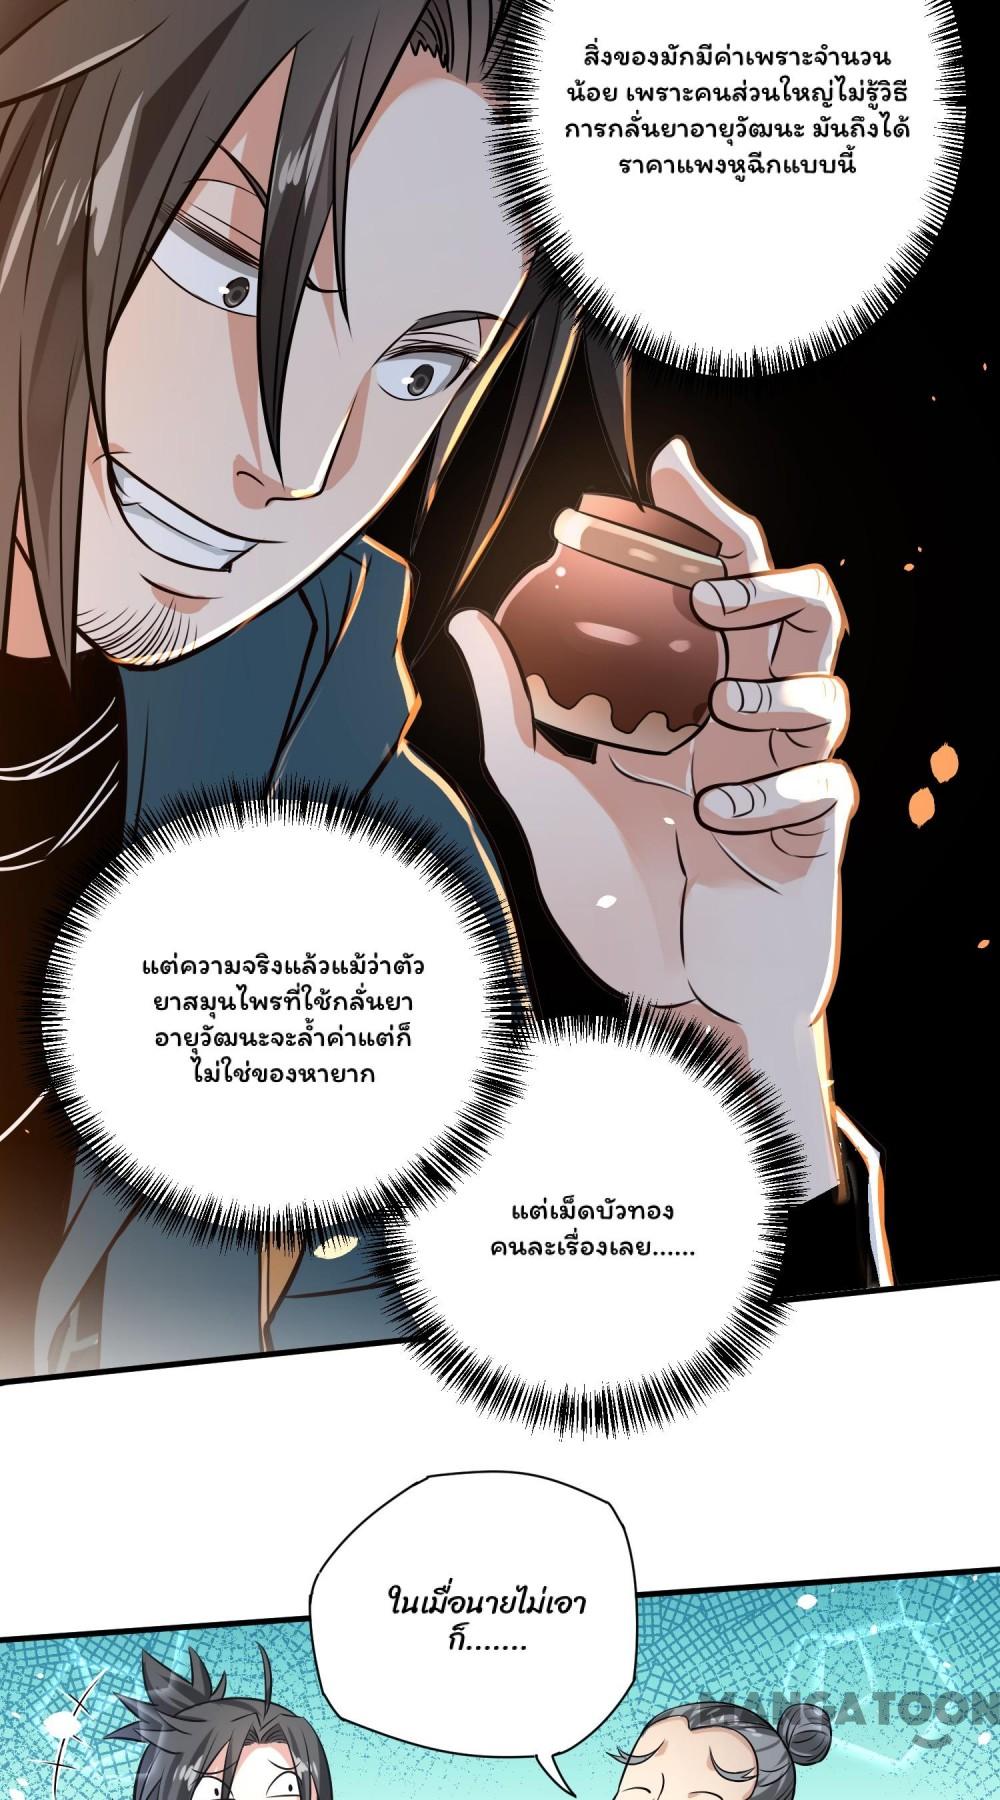 สิ่งของมักมีค่าเพราะจำนวน
น้อย เพราะคนส่วนใหญ่ไม่รู้วิธี
การกลั่นยาอายุวัฒนะ มันถึงได้
ราคาแพงหูฉีกแบบนี้
แต่ความจริงแล้วแม้ว่าตัว
ยาสมุนไพรที่ใช้กลั่นยา
อายุวัฒนะจะล้ำค่าแต่ก็
ไม่ใช่ของหายาก
แต่เม็ดบัวทอง
คนละเรื่องเลย......
ในเมื่อนายไม่เอา
ก็.......
MANGATOON